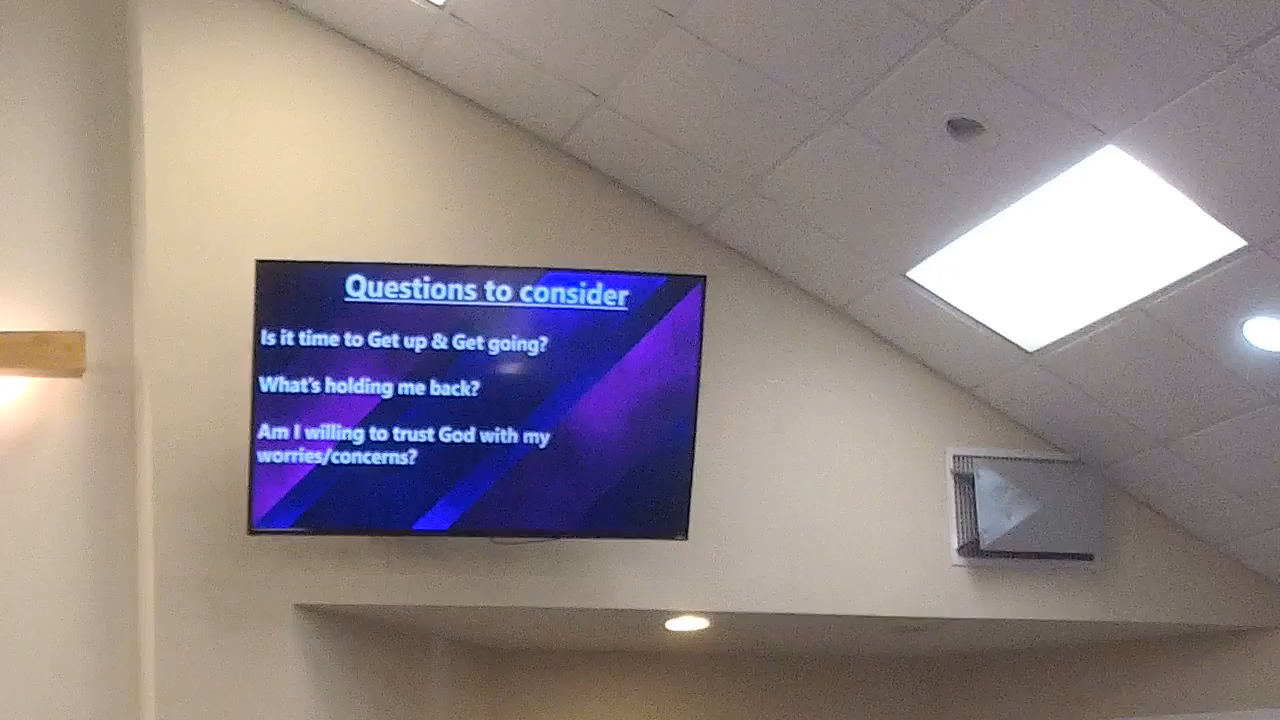 Questions to consider
Is it time to Get up & Get going?
What's holding me back?
Am I willing to trust God with my
worries/concerns?